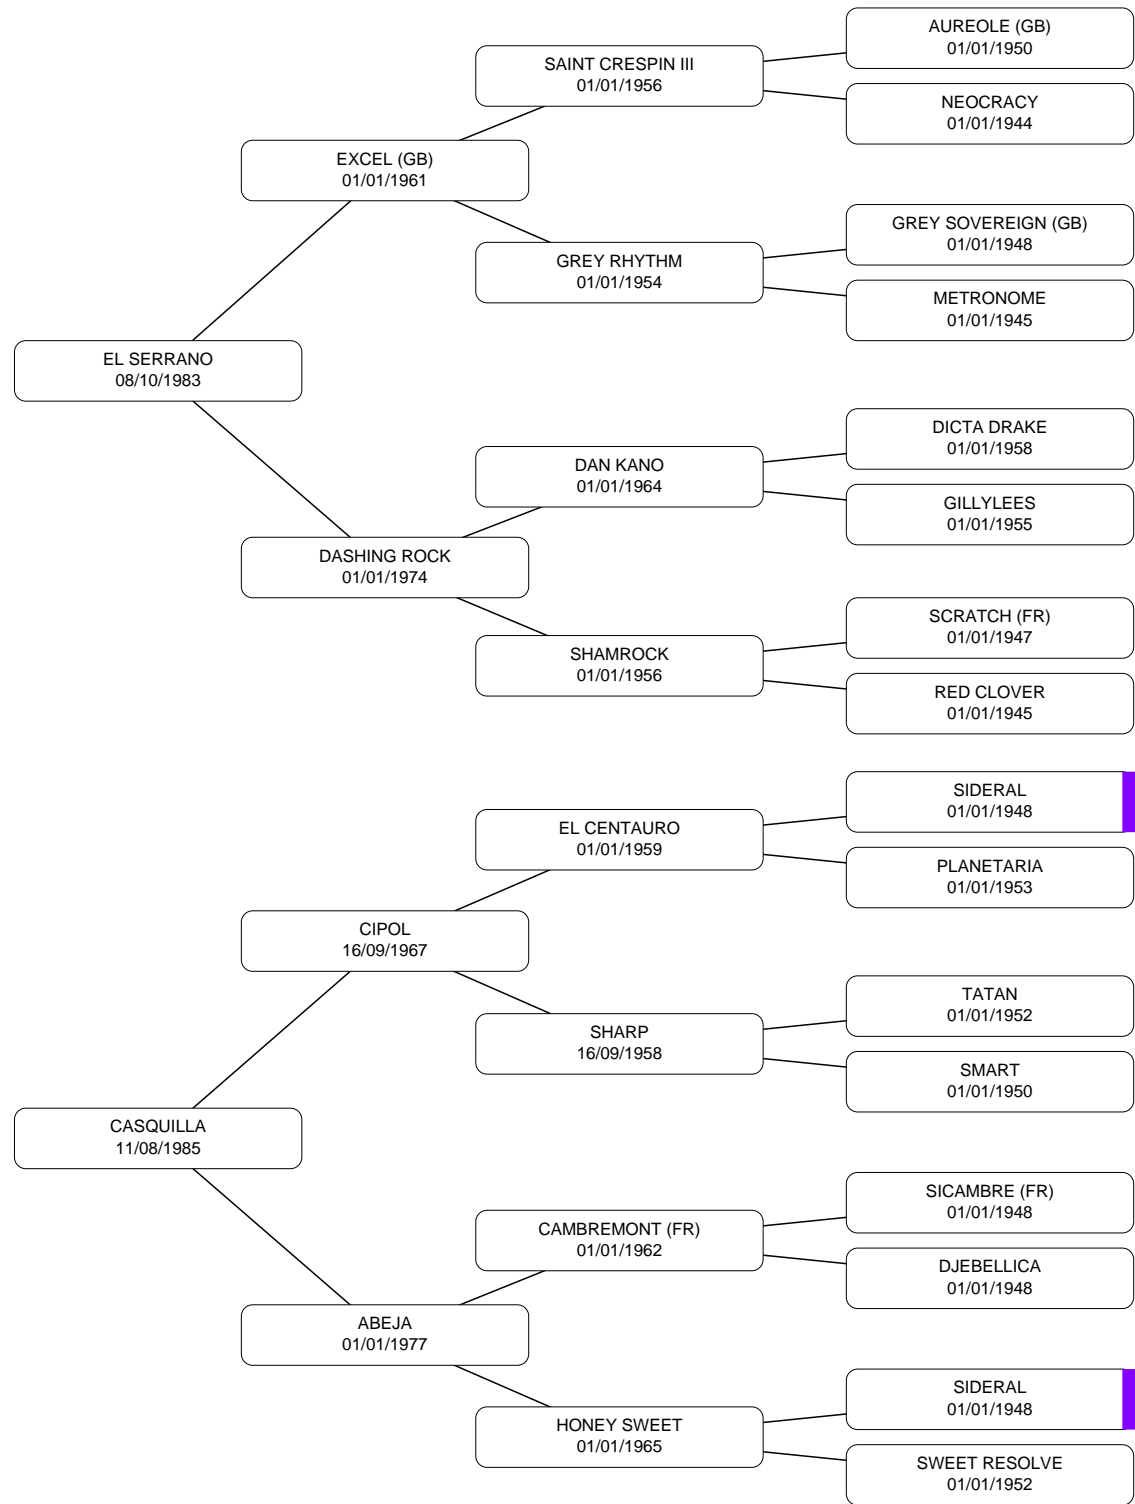 AUREOLE (GB)
01/01/1950
SAINT CRESPIN III
01/01/1956
NEOCRACY
01/01/1944
EXCEL (GB)
01/01/1961
GREY SOVEREIGN (GB)
01/01/1948
GREY RHYTHM
01/01/1954
METRONOME
01/01/1945
EL SERRANO
08/10/1983
DICTA DRAKE
01/01/1958
DAN KANO
01/01/1964
GILLYLEES
01/01/1955
DASHING ROCK
01/01/1974
SCRATCH (FR)
01/01/1947
SHAMROCK
01/01/1956
RED CLOVER
01/01/1945
SIDERAL
01/01/1948
EL CENTAURO
01/01/1959
PLANETARIA
01/01/1953
CIPOL
16/09/1967
TATAN
01/01/1952
SHARP
16/09/1958
SMART
01/01/1950
CASQUILLA
11/08/1985
SICAMBRE (FR)
01/01/1948
CAMBREMONT (FR)
01/01/1962
DJEBELLICA
01/01/1948
ABEJA
01/01/1977
SIDERAL
01/01/1948
HONEY SWEET
01/01/1965
SWEET RESOLVE
01/01/1952